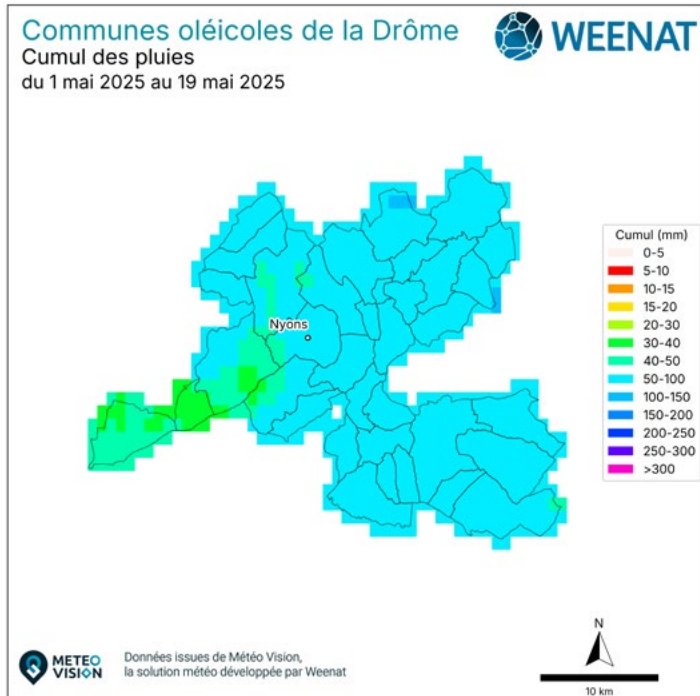 Communes oléicoles de la Drôme
Cumul des pluies
du 1 mai 2025 au 19 mai 2025
WEENAT
Nyons
Cumul (mm)
0-5
5-10
10-15
15-20
20-30
30-40
40-50
50-100
100-150
150-200
200-250
250-300
>300
METEO
VISION
Données issues de Météo Vision,
la solution météo développée par Weenat
N
10 km